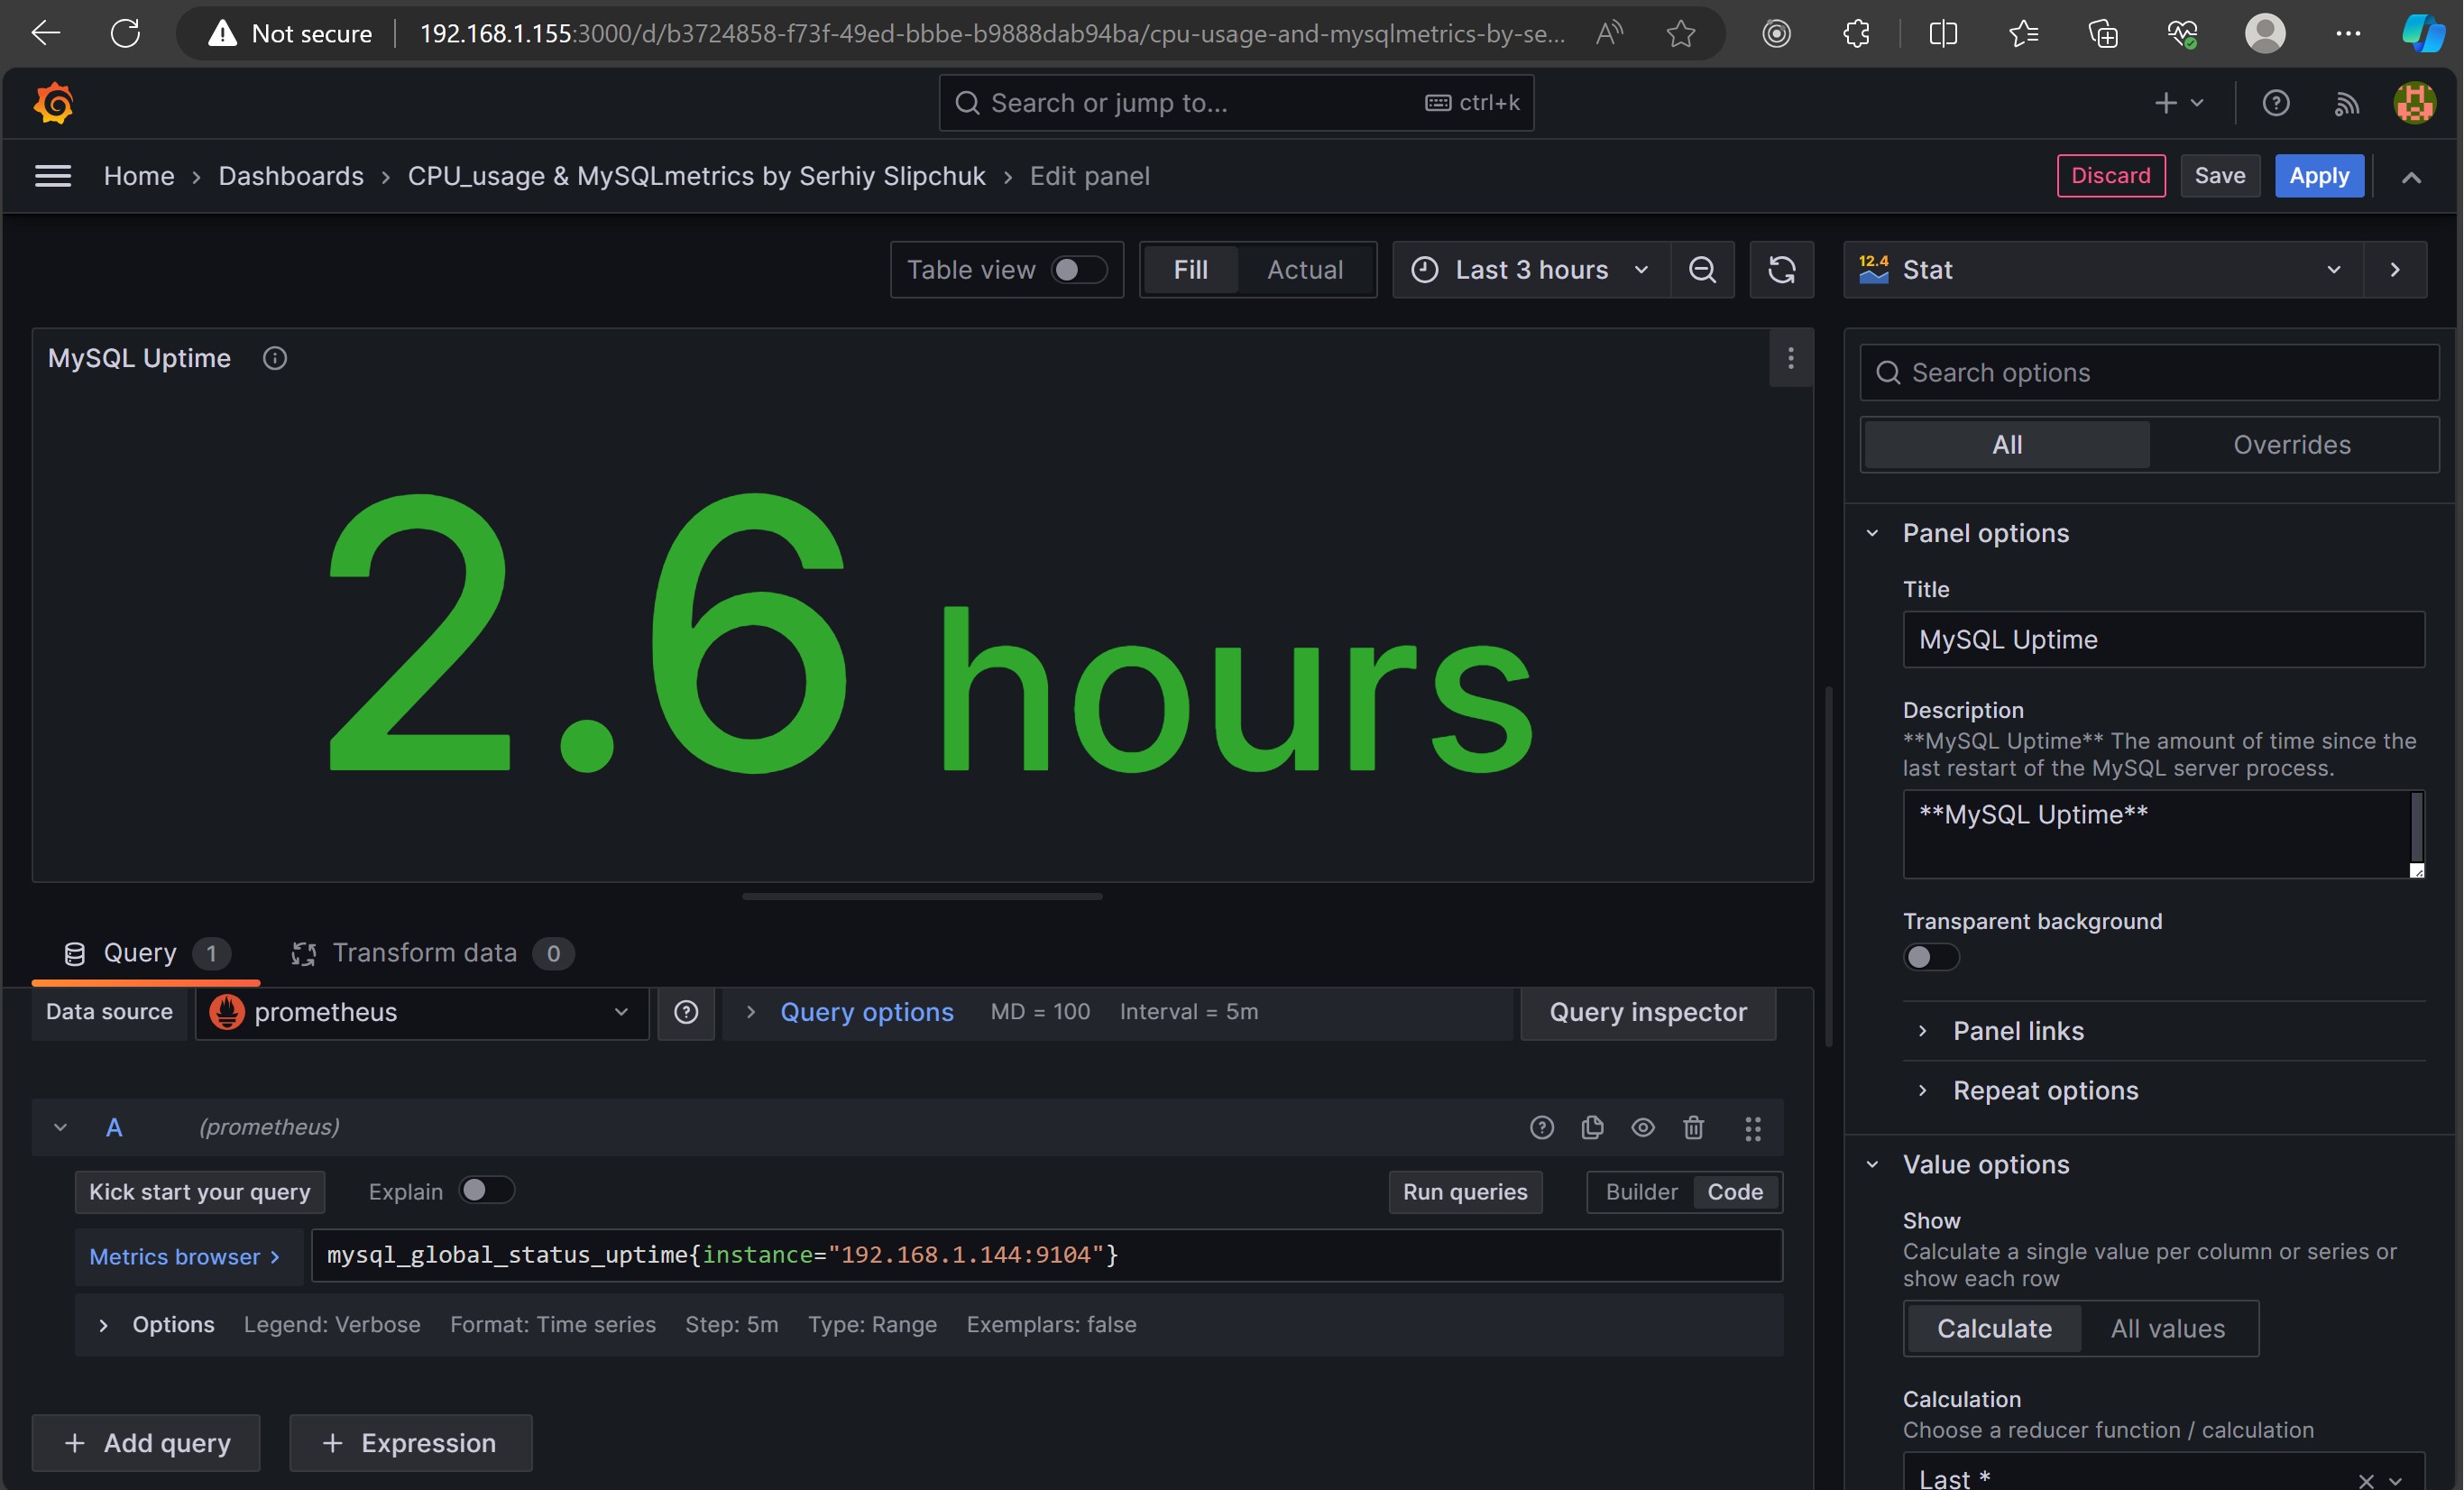 Not secure
192.168.1.155:3000/d/b3724858-f73f-49ed-bbbe-b9888dab94ba/cpu-usage-and-mysqlmetrics-by-se...
Search or jump to...
ctrl+k
Home › Dashboards › CPU_usage & MySQLmetrics by Serhiy Slipchuk › Edit panel
Discard
Save
Apply
Table view
Fill
Actual
Last 3 hours
12.4
Stat
MySQL Uptime
2.6 hours
Search options
All
Overrides
Panel options
Title
MySQL Uptime
Description
**MySQL Uptime** The amount of time since the
last restart of the MySQL server process.
**MySQL Uptime**
Transparent background
Panel links
Repeat options
Value options
Show
Calculate a single value per column or series or
show each row
Calculate
All values
Calculation
Choose a reducer function / calculation
Last *
Query 1
Transform data 0
Data source
prometheus
Query options MD = 100 Interval = 5m
Query inspector
A (prometheus)
Kick start your query
Explain
Run queries
Builder
Code
Metrics browser >
mysql_global_status_uptime{instance="192.168.1.144:9104"}
Options Legend: Verbose Format: Time series Step: 5m Type: Range Exemplars: false
+ Add query
+ Expression